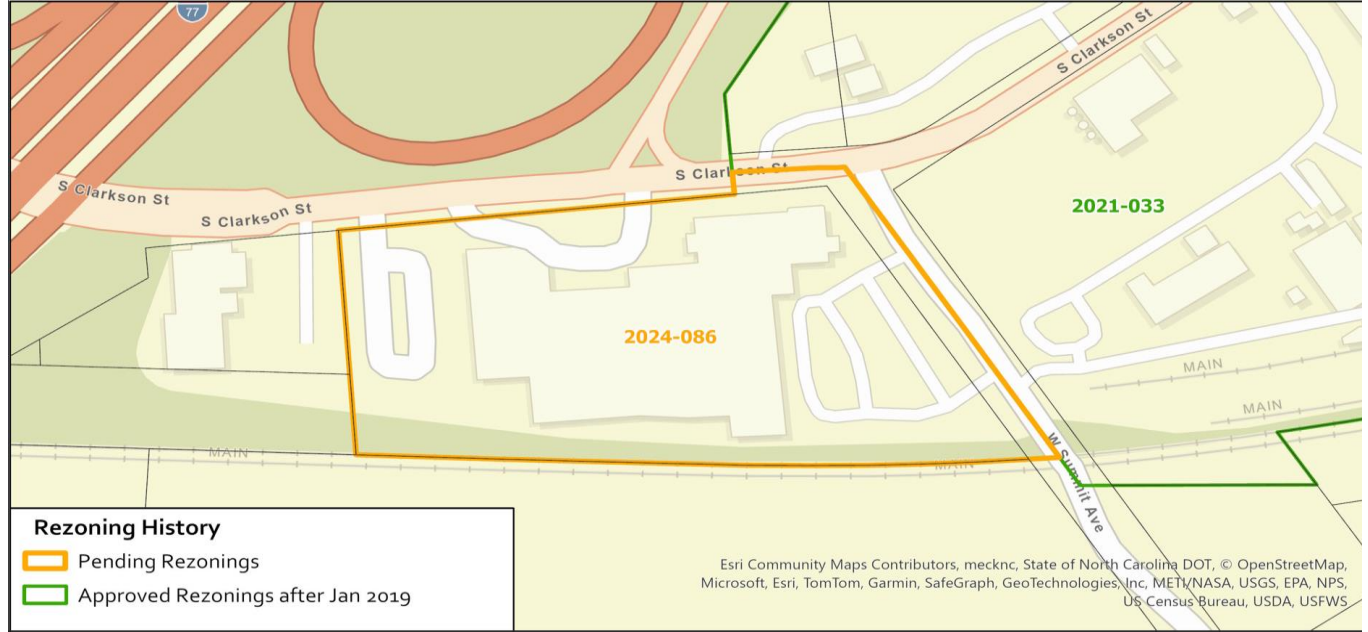 77
S Clarkson St
S Clarkson St
S Clarkson St
S Clarkson St
2021-033
2024-086
MAIN
MAIN
MAIN
MAIN
W Summit Ave
Rezoning History
Pending Rezonings
Approved Rezonings after Jan 2019
Esri Community Maps Contributors, mecknc, State of North Carolina DOT, © OpenStreetMap,
Microsoft, Esri, TomTom, Garmin, SafeGraph, GeoTechnologies, Inc, METI/NASA, USGS, EPA, NPS,
US Census Bureau, USDA, USFWS